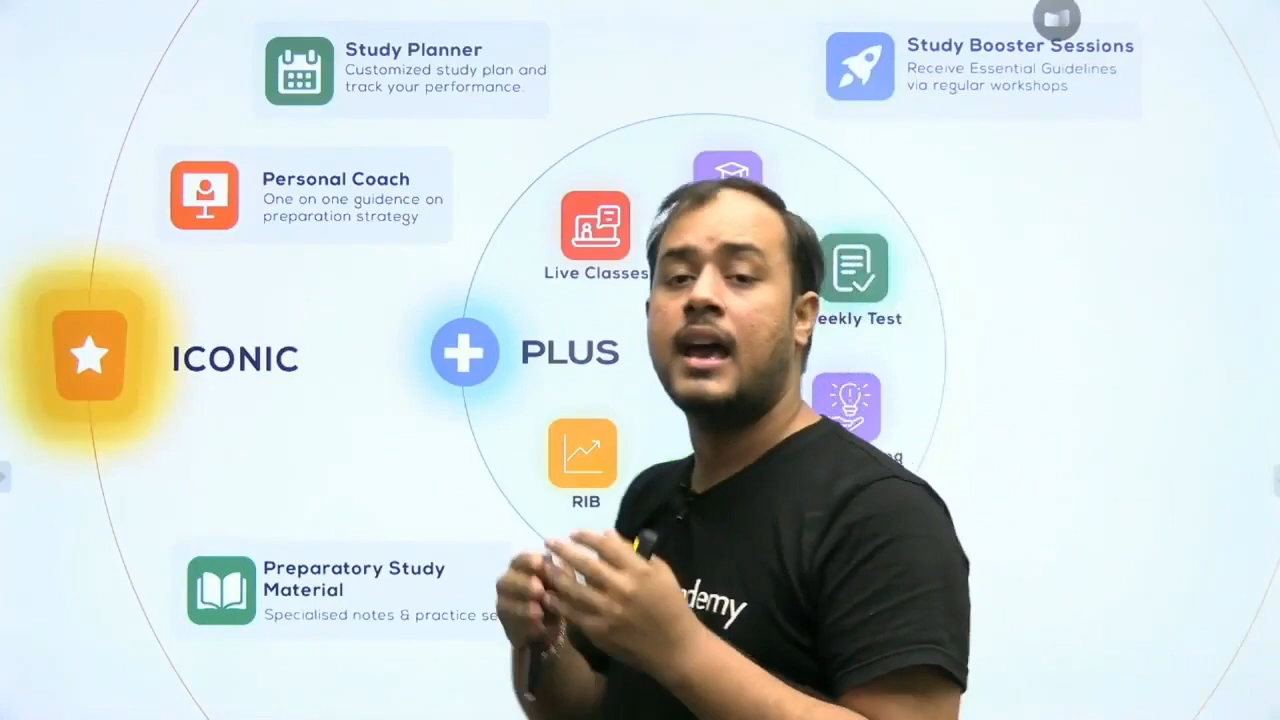 Study Planner
Customized study plan and
track your performance.
Study Booster Sessions
Receive Essential Guidelines
via regular workshops
Personal Coach
One on one guidence on
preparation strategy
Live Classes
eekly Test
ICONIC
PLUS
RIB
Preparatory Study
Material
Specialised notes & practice se
demy